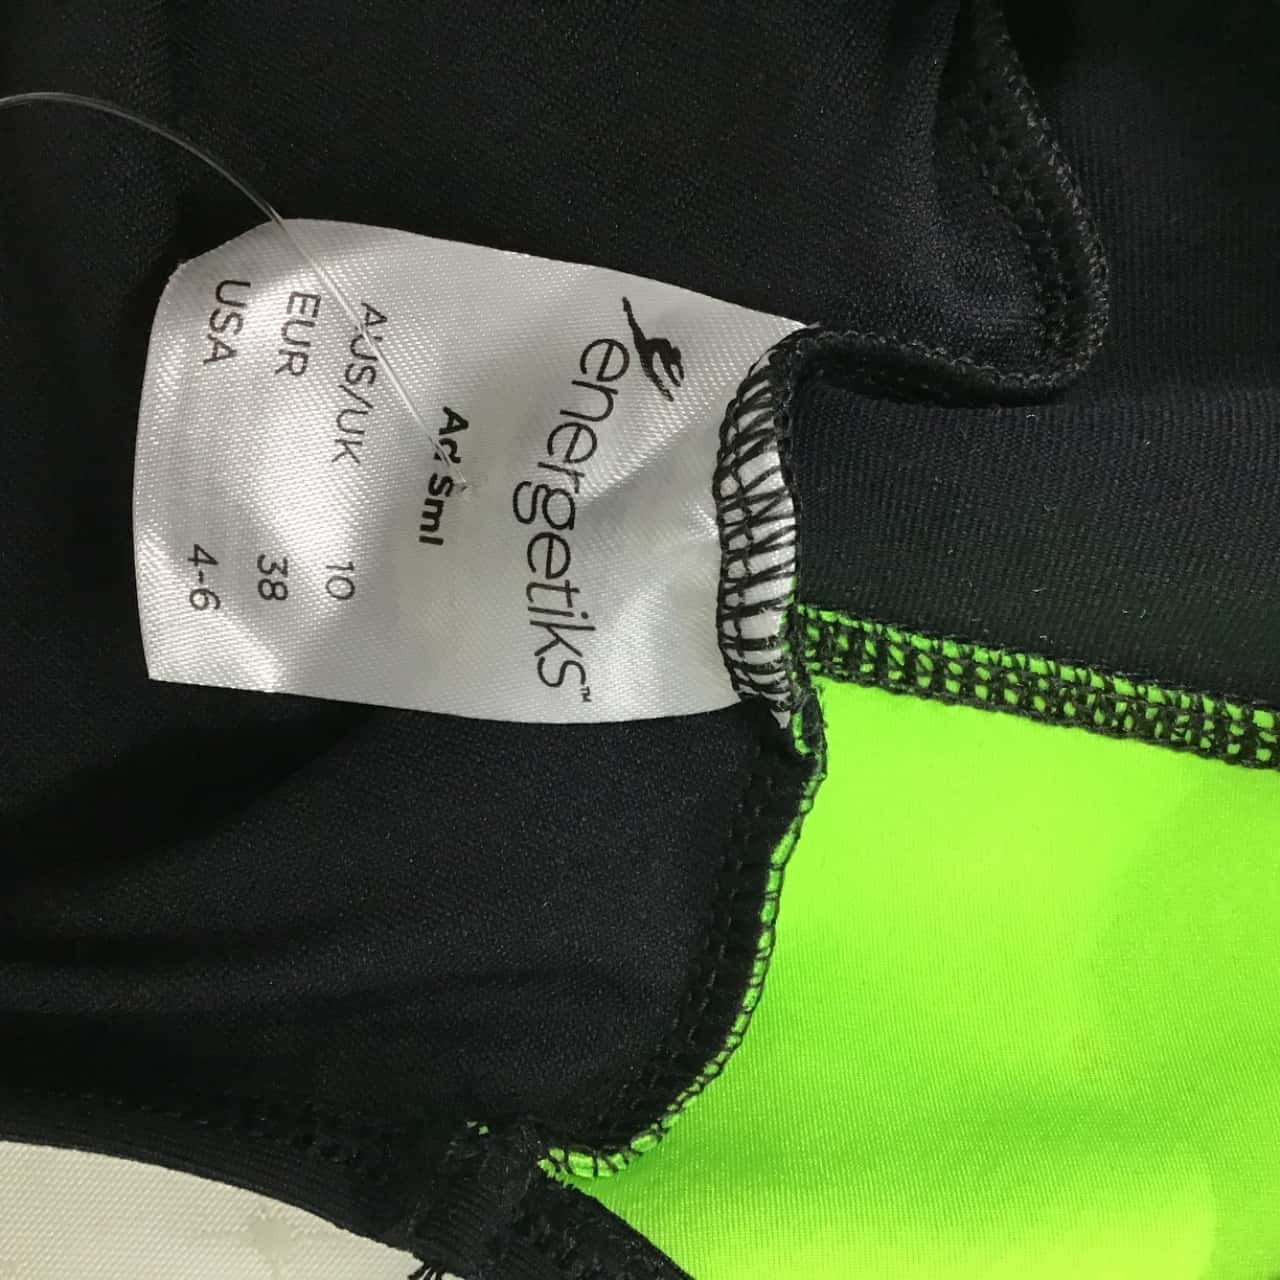 energetiks™
Ad Sml
AUS/UK 10
EUR 38
USA 4-6